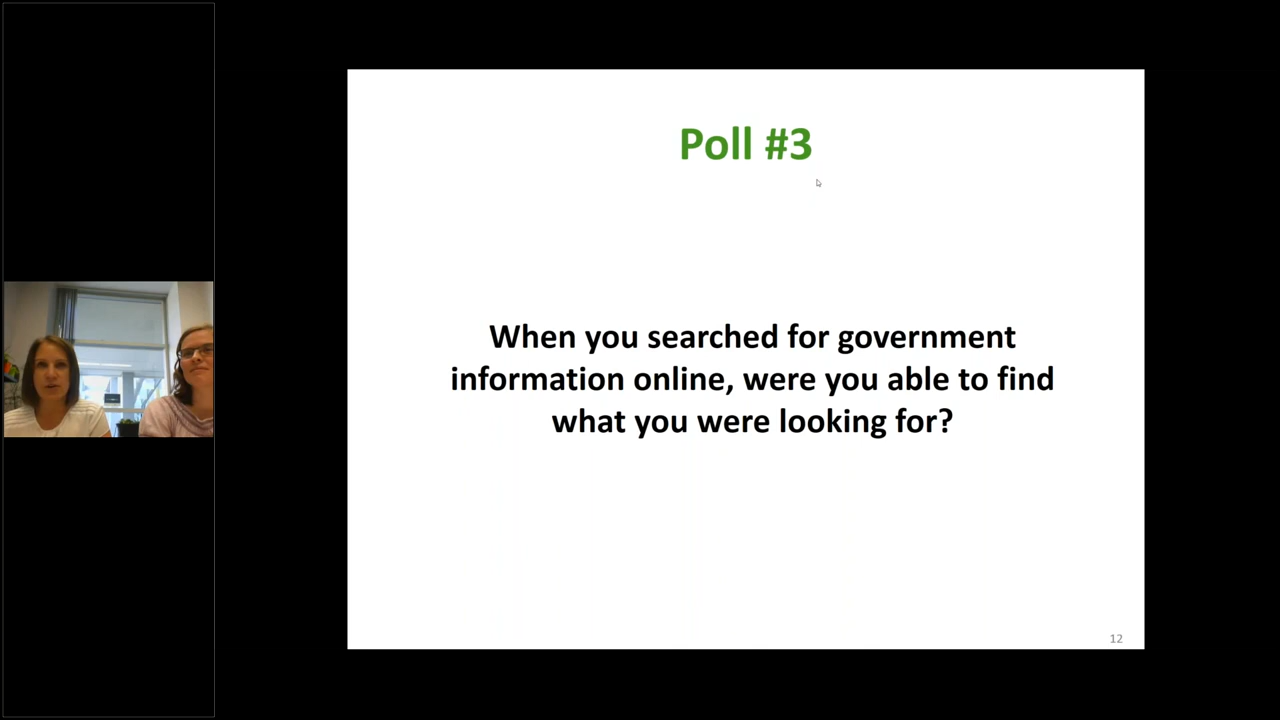 Poll #3
When you searched for government
information online, were you able to find
what you were looking for?
12